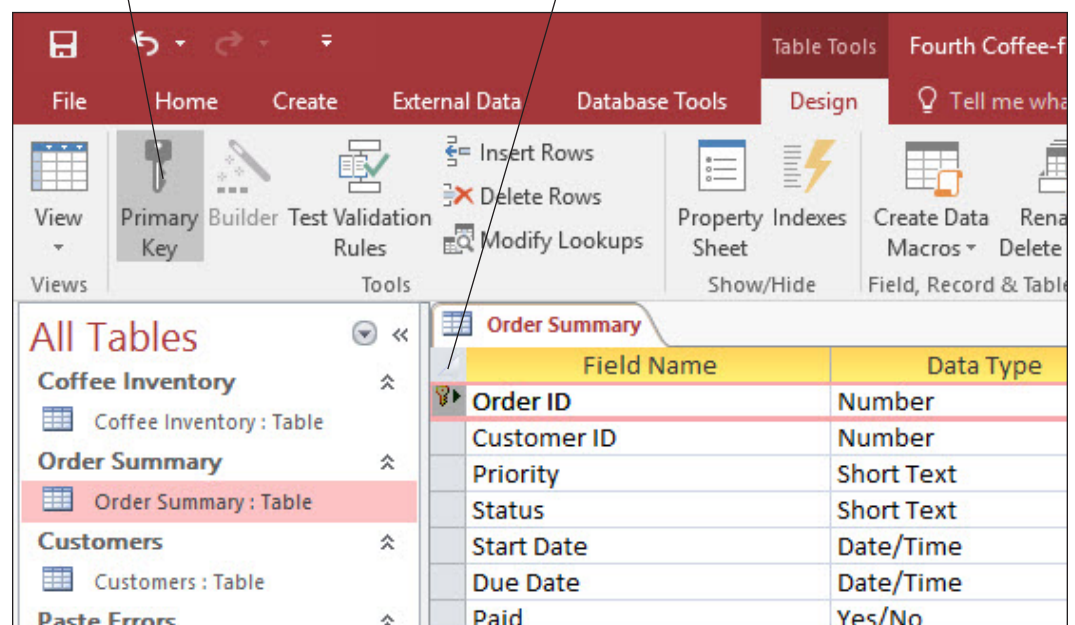 Table Tools Fourth Coffee-f
File Home Create External Data Database Tools Design Tell me wha
View Primary Key Builder Test Validation Rules Insert Rows Delete Rows Modify Lookups Property Sheet Indexes Create Data Macros Rena Delete
Views Tools Show/Hide Field, Record & Table
All Tables
Coffee Inventory
Coffee Inventory : Table
Order Summary
Order Summary : Table
Customers
Customers : Table
Paste Errors
Order Summary
Field Name Data Type
Order ID Number
Customer ID Number
Priority Short Text
Status Short Text
Start Date Date/Time
Due Date Date/Time
Paid Yes/No